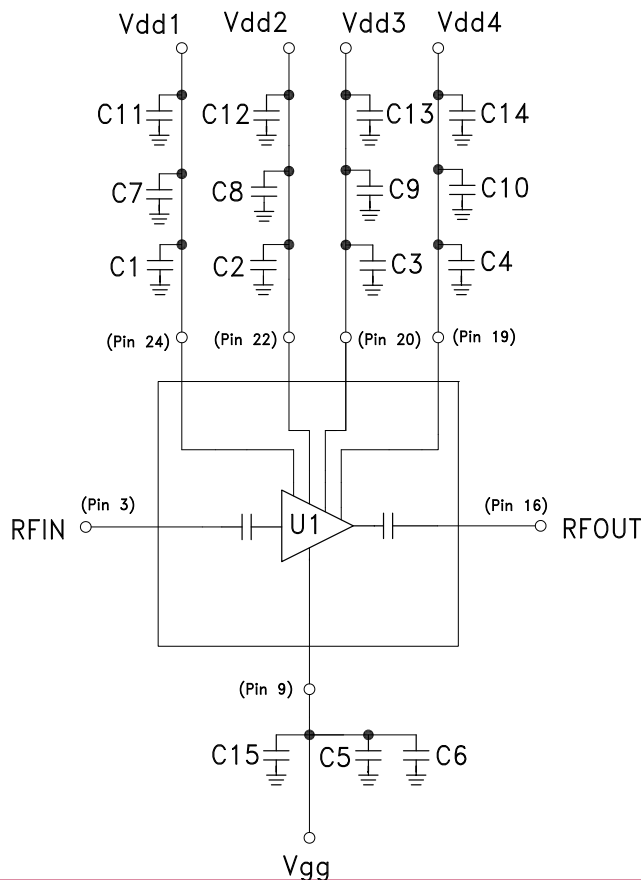 Vdd1 Vdd2 Vdd3 Vdd4
C11 C12 C13 C14
C7 C8 C9 C10
C1 C2 C3 C4
(Pin 24) (Pin 22) (Pin 20) (Pin 19)
(Pin 3) (Pin 16)
RFIN U1 RFOUT
(Pin 9)
C15 C5 C6
Vgg